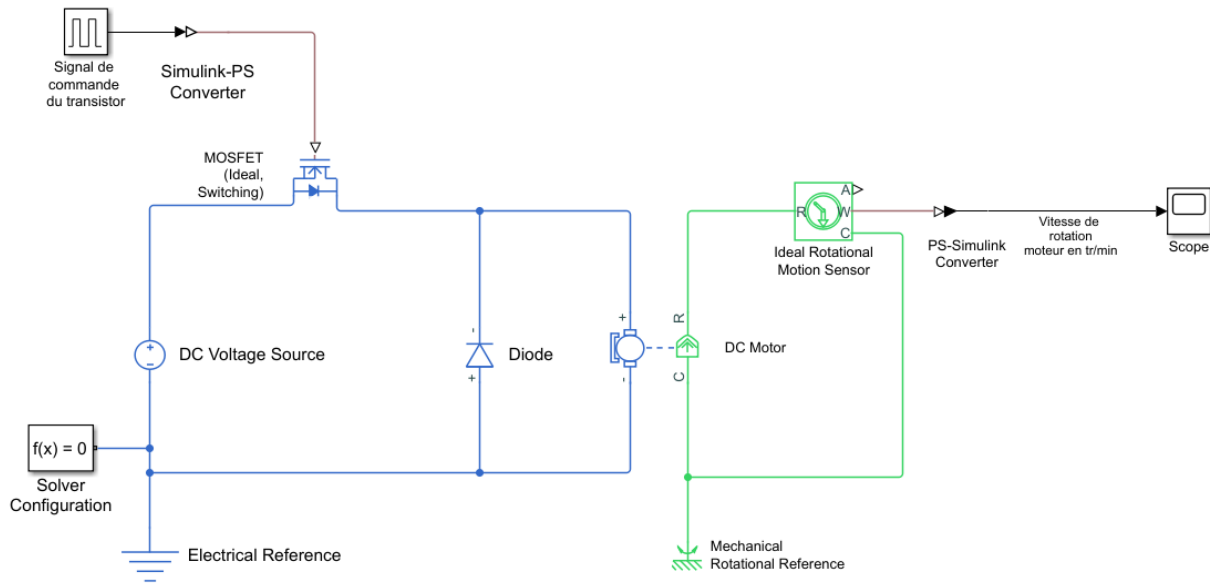 Signal de
commande
du transistor
Simulink-PS
Converter
MOSFET
(Ideal,
Switching)
DC Voltage Source
f(x) = 0
Solver
Configuration
Electrical Reference
-
Diode
+
+
-
+
-
R
C
DC Motor
R
A
W
C
Ideal Rotational
Motion Sensor
Mechanical
Rotational Reference
PS-Simulink
Converter
Vitesse de
rotation
moteur en tr/min
Scope